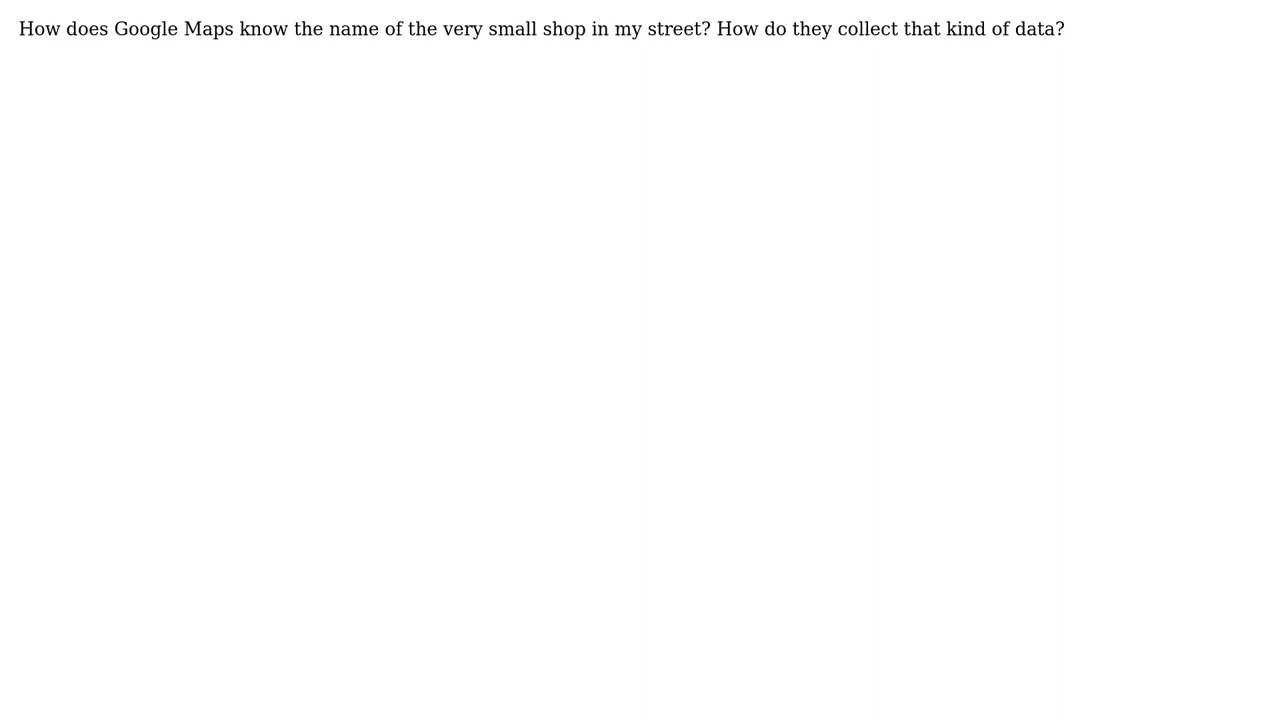 How does Google Maps know the name of the very small shop in my street? How do they collect that kind of data?